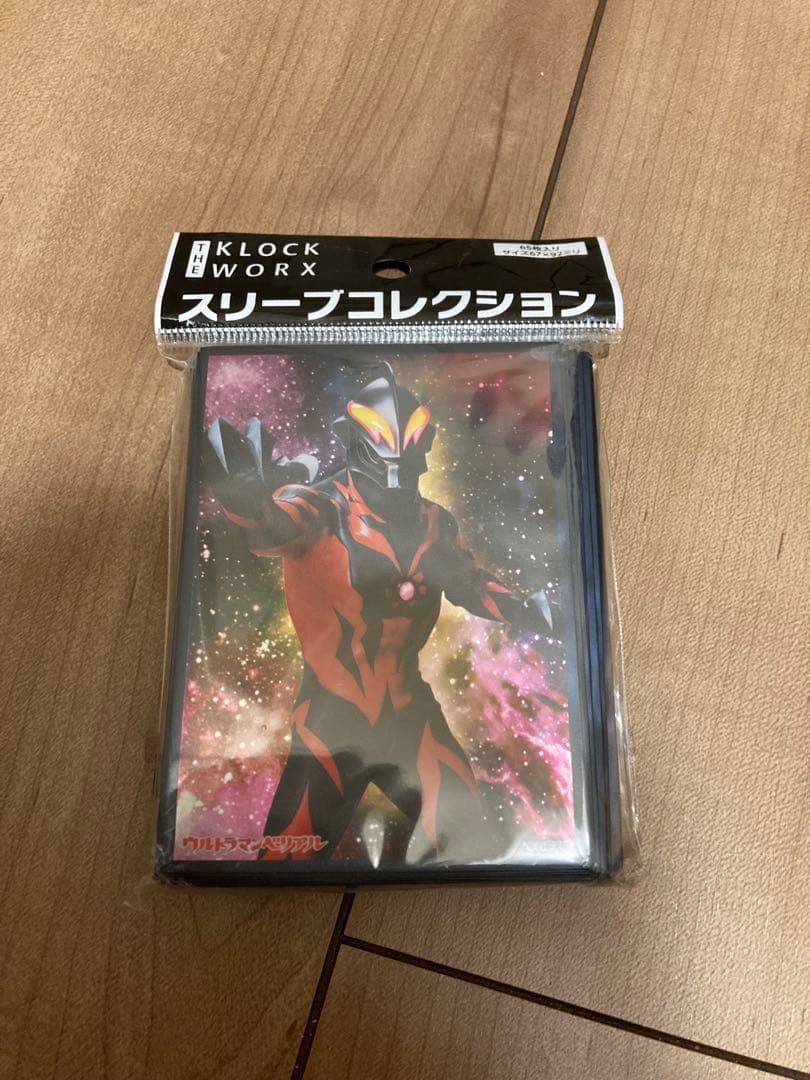 THE
KLOCK
WORX
65枚入り
サイズ67×92ミリ
スリーブコレクション
ウルトラマンベリアル